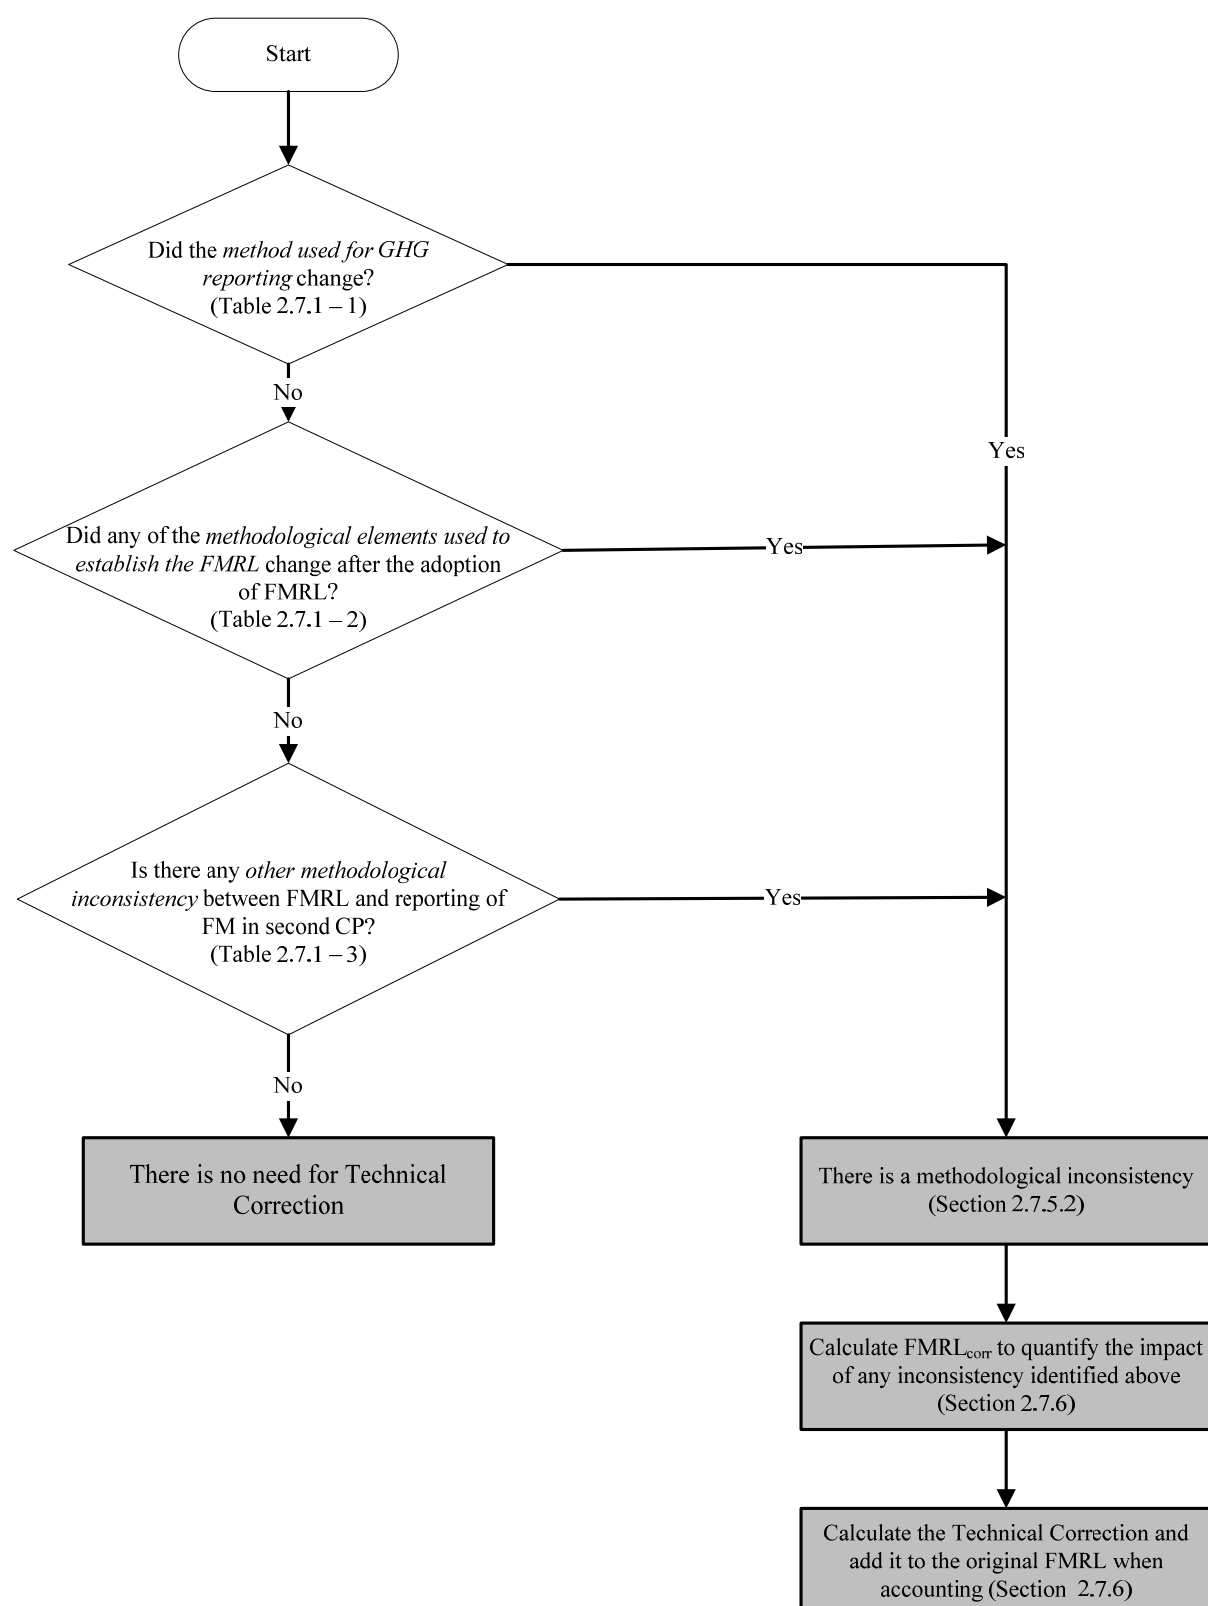 Start
Did the method used for GHG
reporting change?
(Table 2.7.1 – 1)
No
Yes
Did any of the methodological elements used to
establish the FMRL change after the adoption
of FMRL?
(Table 2.7.1 – 2)
Yes
No
Is there any other methodological
inconsistency between FMRL and reporting of
FM in second CP?
(Table 2.7.1 – 3)
Yes
No
There is no need for Technical
Correction
There is a methodological inconsistency
(Section 2.7.5.2)
Calculate FMRLcorr to quantify the impact
of any inconsistency identified above
(Section 2.7.6)
Calculate the Technical Correction and
add it to the original FMRL when
accounting (Section 2.7.6)